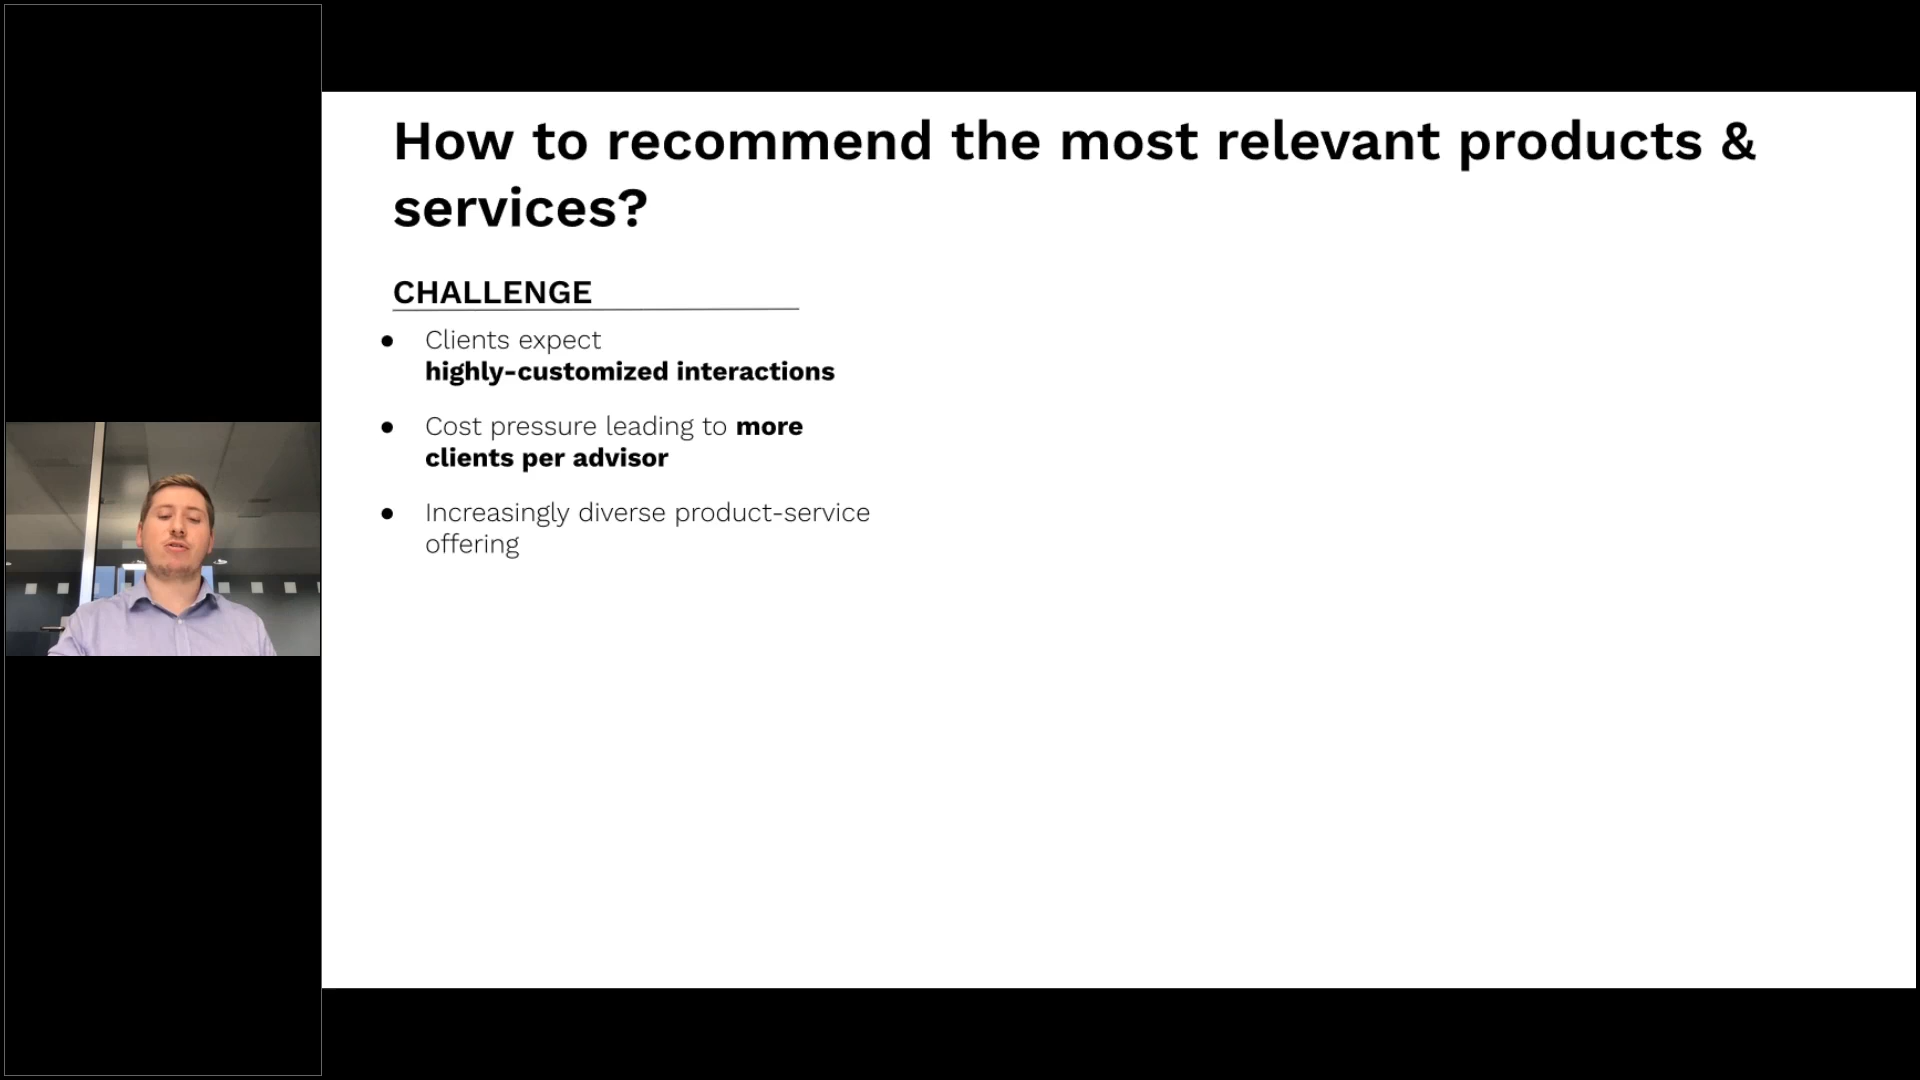 How to recommend the most relevant products &
services?
CHALLENGE
● Clients expect
highly-customized interactions
● Cost pressure leading to more
clients per advisor
● Increasingly diverse product-service
offering